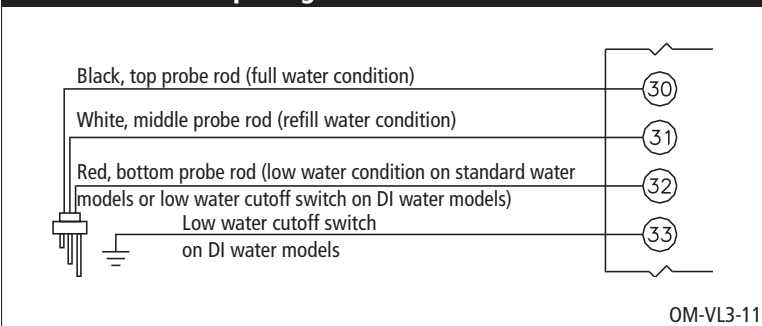 Black, top probe rod (full water condition)
30
White, middle probe rod (refill water condition)
31
Red, bottom probe rod (low water condition on standard water
models or low water cutoff switch on DI water models)
32
Low water cutoff switch
on DI water models
33
OM-VL3-11